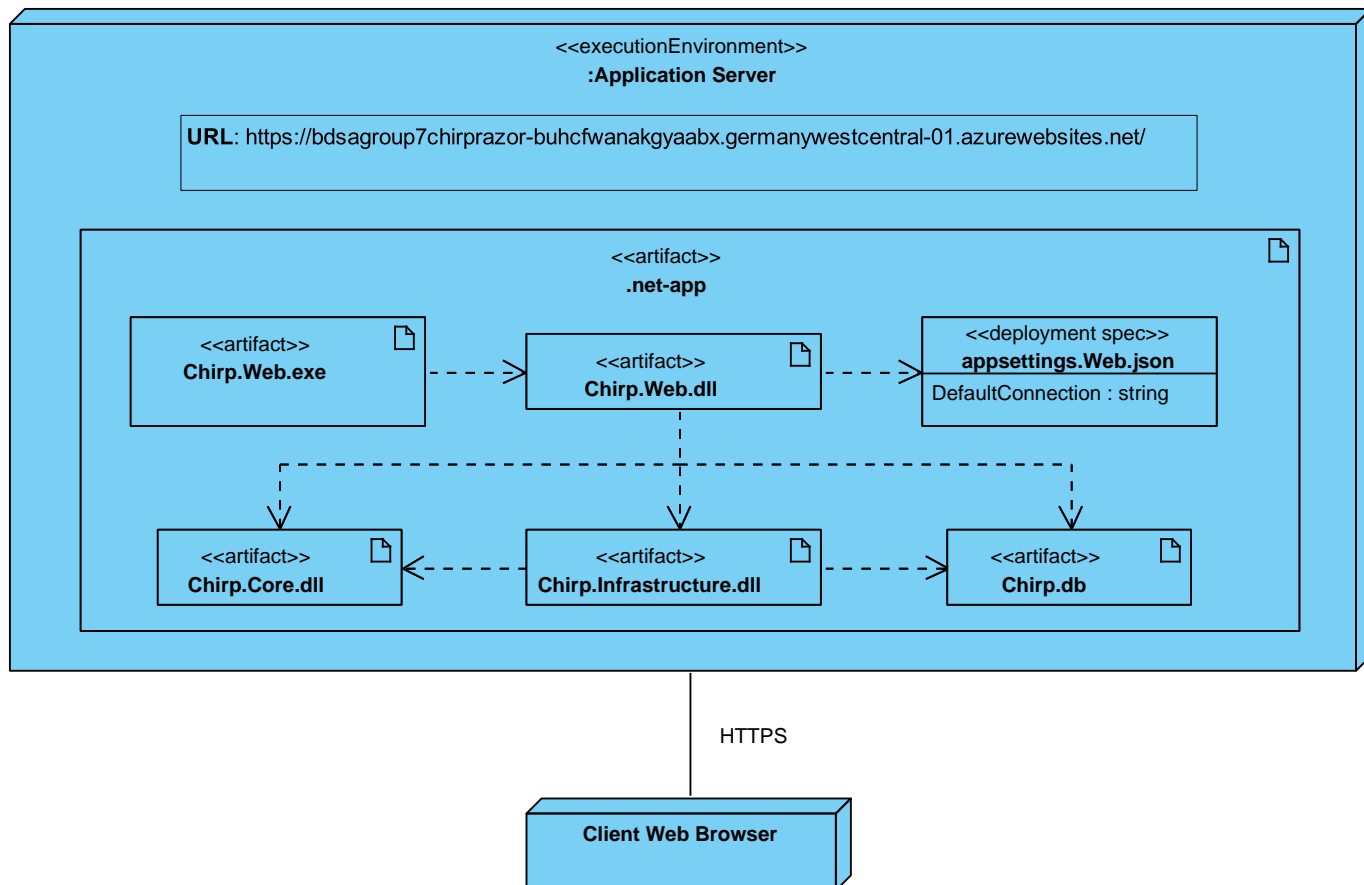 <<executionEnvironment>>
:Application Server
URL: https://bdsagroup7chirprazor-buhcfwanakgyaabx.germanywestcentral-01.azurewebsites.net/
<<artifact>>
.net-app
<<artifact>>
Chirp.Web.exe
<<artifact>>
Chirp.Web.dll
<<deployment spec>>
appsettings.Web.json
DefaultConnection : string
<<artifact>>
Chirp.Core.dll
<<artifact>>
Chirp.Infrastructure.dll
<<artifact>>
Chirp.db
HTTPS
Client Web Browser